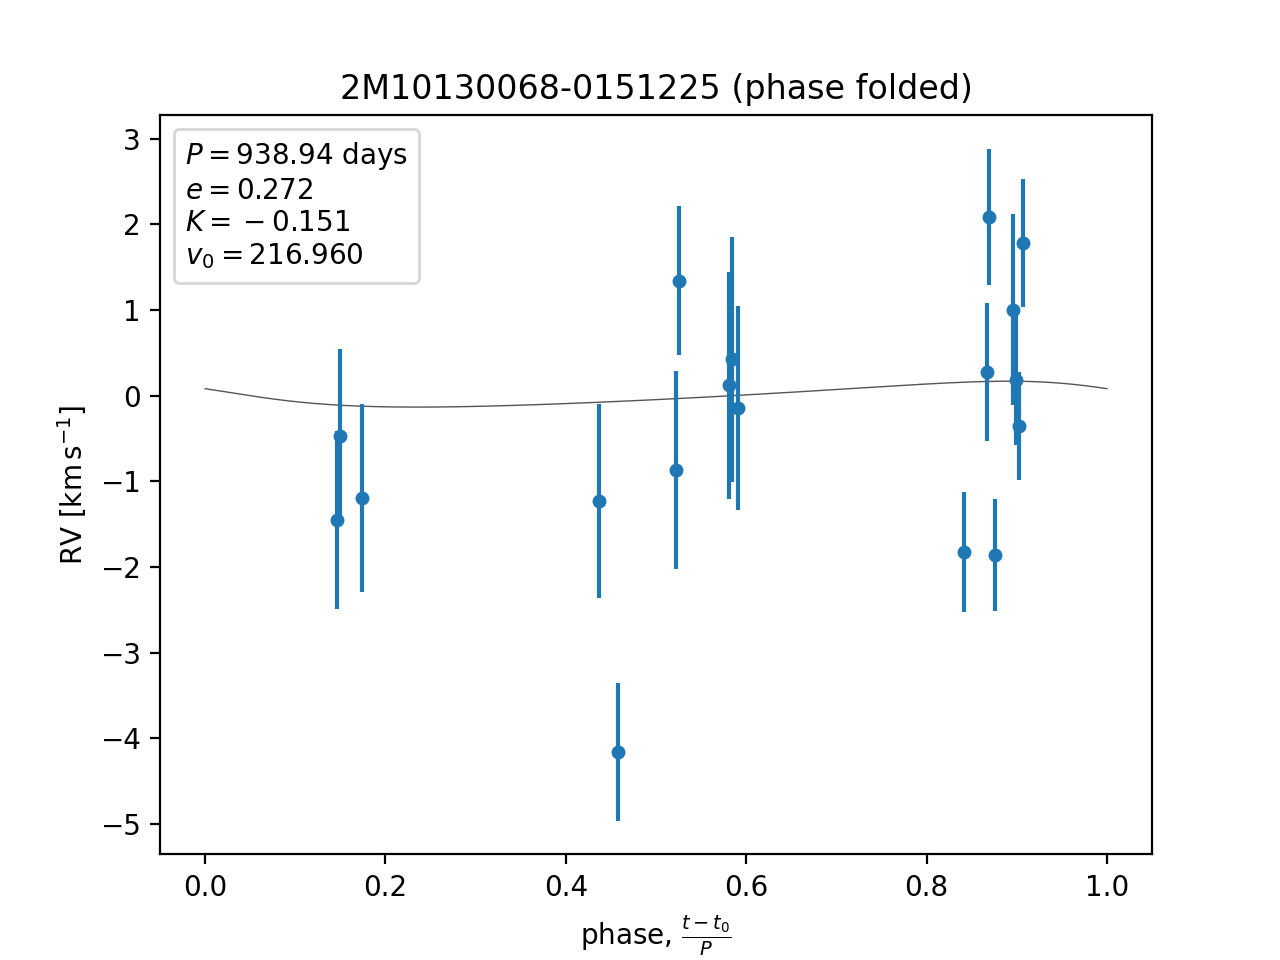 2M10130068-0151225 (phase folded)
P = 938.94 days
e = 0.272
K = −0.151
v₀ = 216.960
3
2
1
0
−1
−2
−3
−4
−5
RV [km s⁻¹]
0.0 0.2 0.4 0.6 0.8 1.0
phase, (t − t₀)/P